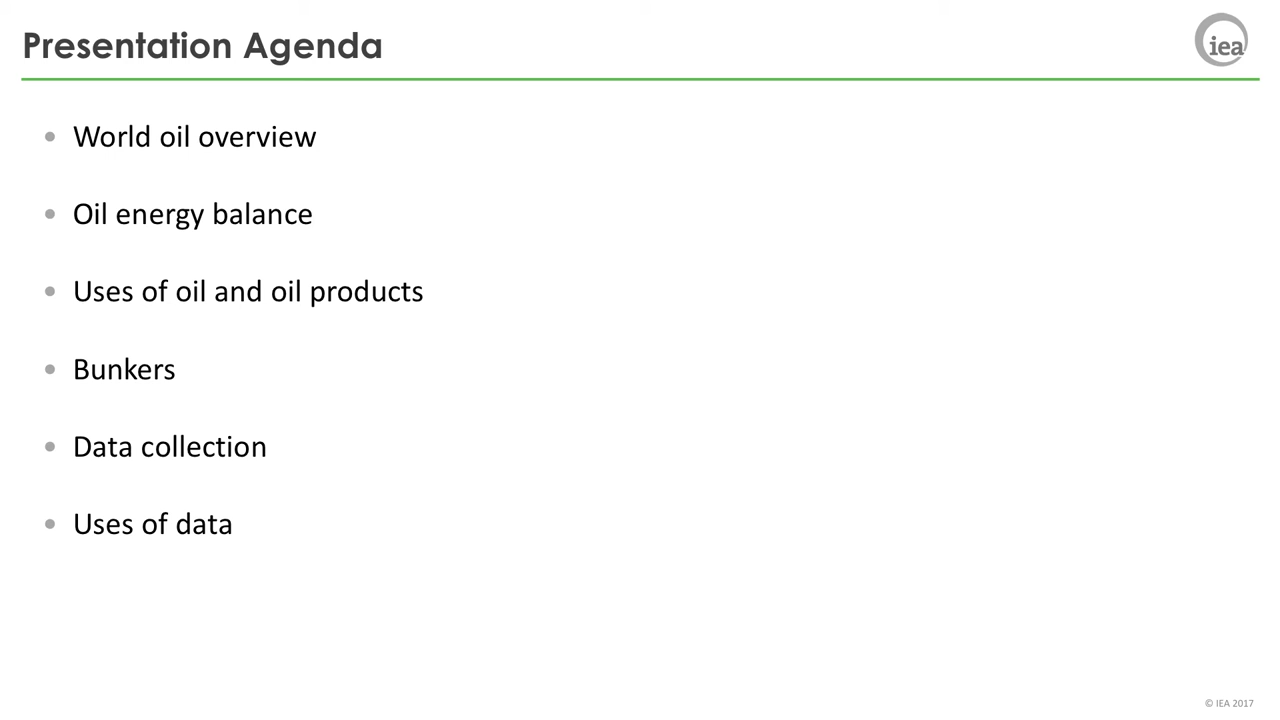 Presentation Agenda
iea
• World oil overview
• Oil energy balance
• Uses of oil and oil products
• Bunkers
• Data collection
• Uses of data
© IEA 2017